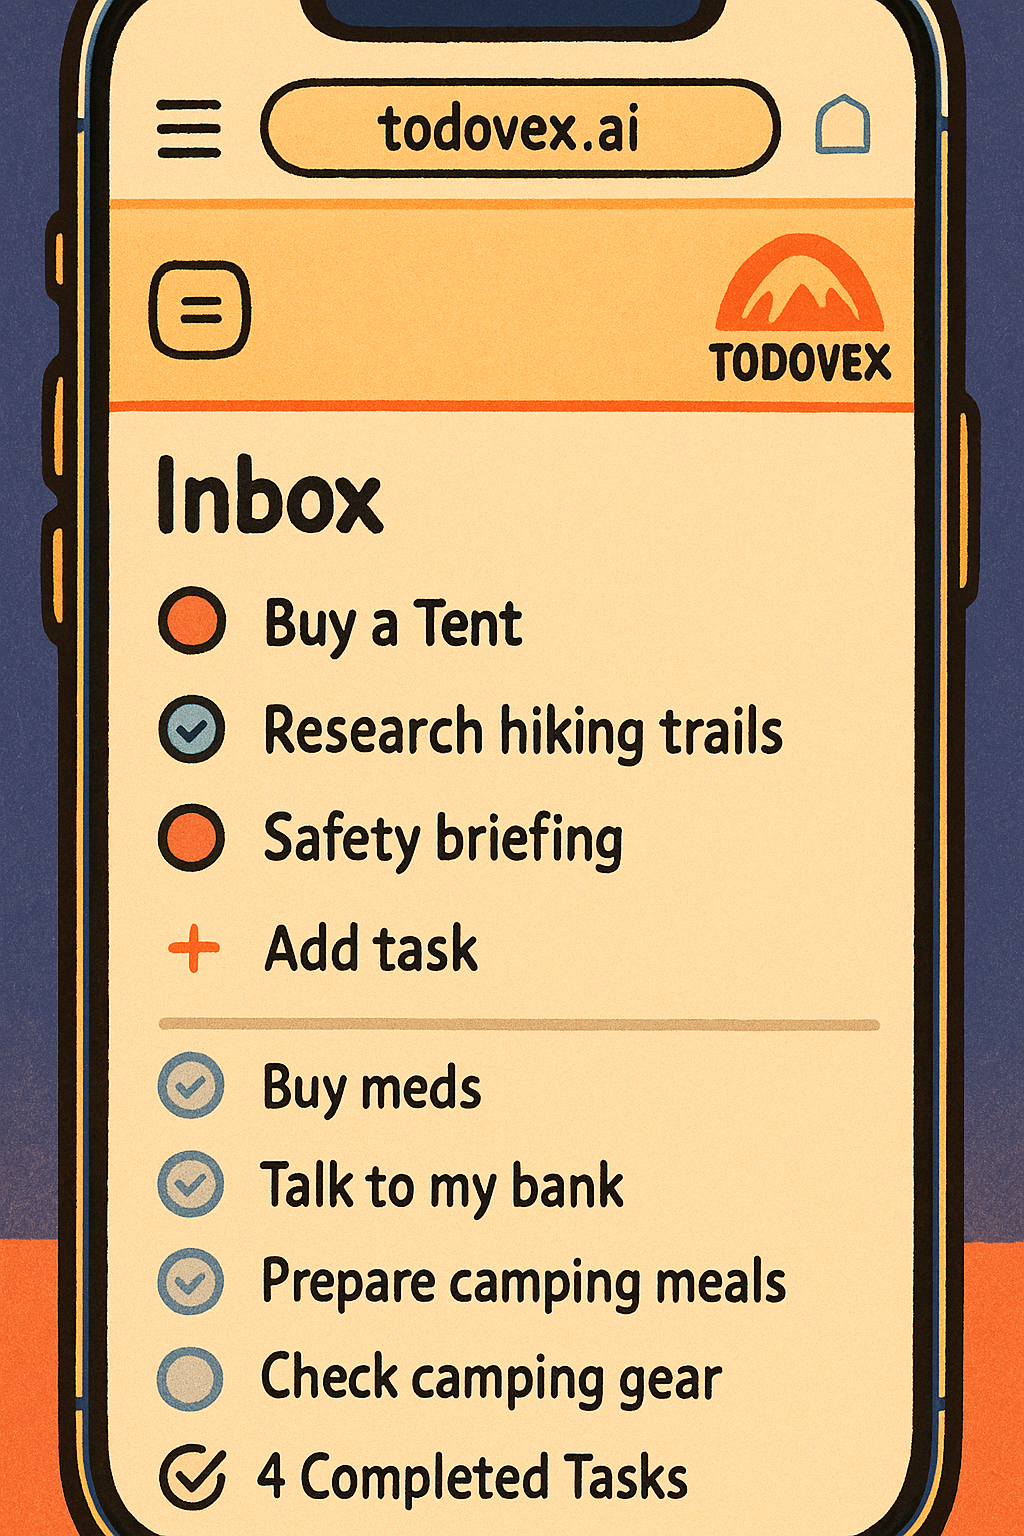 todovex.ai
TODOVEX
Inbox
Buy a Tent
Research hiking trails
Safety briefing
Add task
Buy meds
Talk to my bank
Prepare camping meals
Check camping gear
4 Completed Tasks